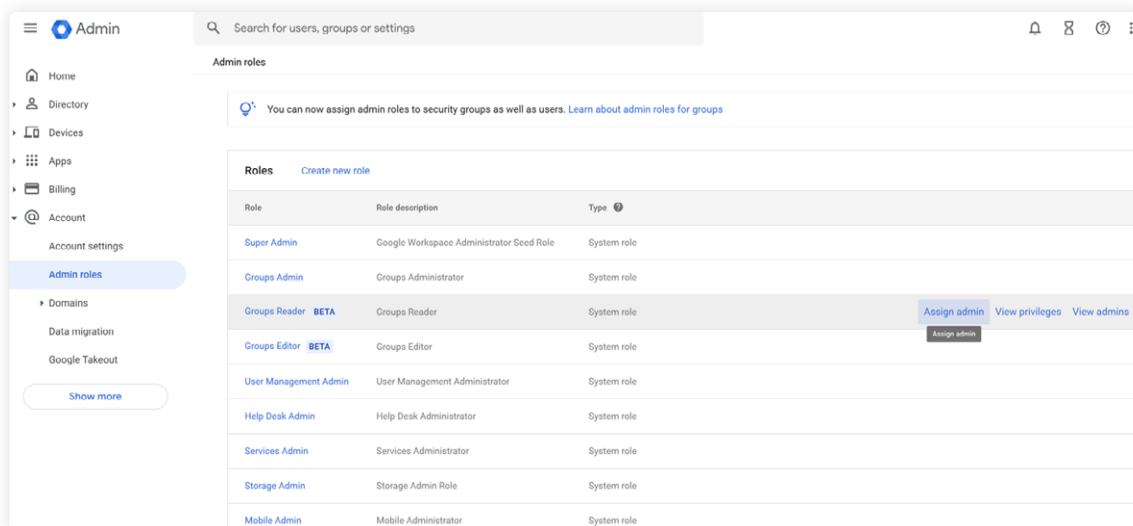 Admin
Search for users, groups or settings
Home
Directory
Devices
Apps
Billing
Account
Account settings
Admin roles
Domains
Data migration
Google Takeout
Show more
Admin roles
You can now assign admin roles to security groups as well as users. Learn about admin roles for groups
Roles Create new role
Role Role description Type
Super Admin Google Workspace Administrator Seed Role System role
Groups Admin Groups Administrator System role
Groups Reader BETA Groups Reader System role Assign admin View privileges View admins
Assign admin
Groups Editor BETA Groups Editor System role
User Management Admin User Management Administrator System role
Help Desk Admin Help Desk Administrator System role
Services Admin Services Administrator System role
Storage Admin Storage Admin Role System role
Mobile Admin Mobile Administrator System role